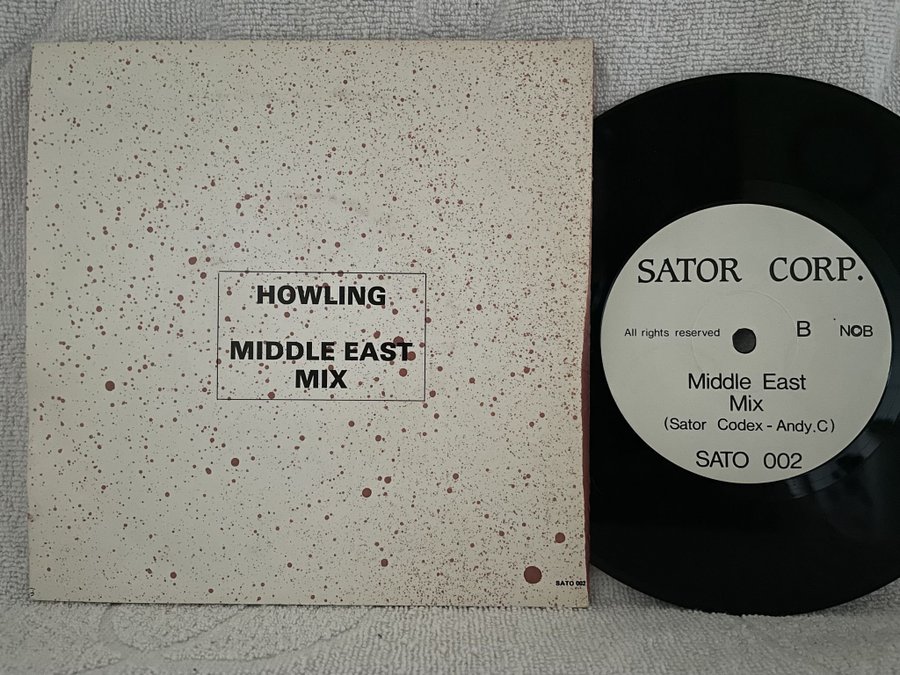 HOWLING
MIDDLE EAST
MIX
SATO 002
SATOR CORP.
All rights reserved
B
NCB
Middle East
Mix
(Sator Codex - Andy.C)
SATO 002